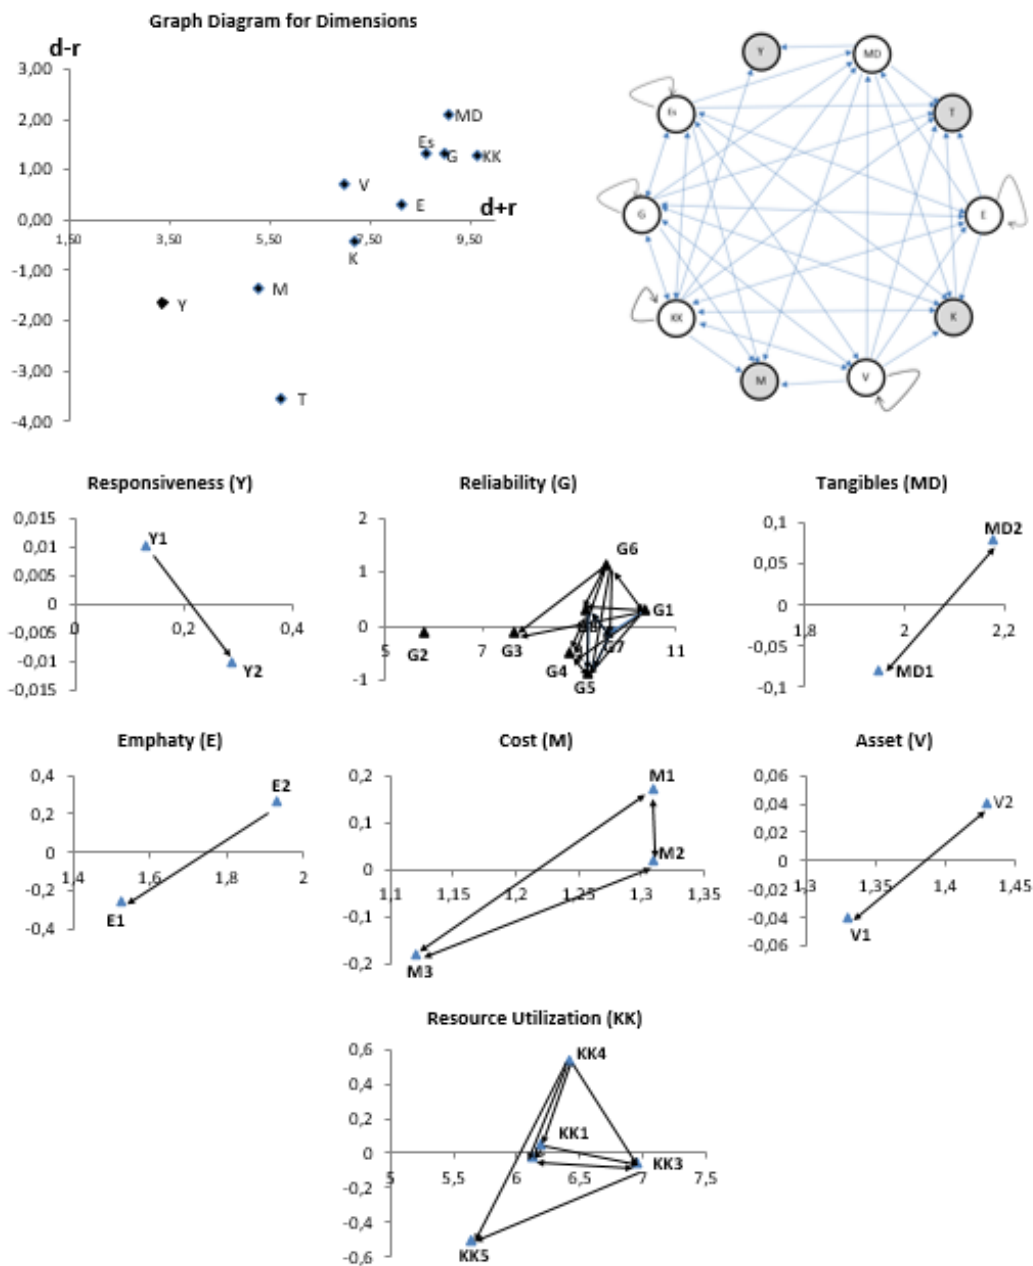 Graph Diagram for Dimensions
d-r
3,00
2,00
1,00
0,00
-1,00
-2,00
-3,00
-4,00
1,50
3,50
5,50
7,50
9,50
d+r
MD
Es
G
KK
V
E
K
M
Y
T
Y
MD
Es
T
G
E
KK
K
M
V
Responsiveness (Y)
0,015
0,01
0,005
0
-0,005
-0,01
-0,015
0
0,2
0,4
Y1
Y2
Reliability (G)
2
1
0
-1
5
7
11
G6
G1
G2
G3
G7
G4
G5
Tangibles (MD)
0,1
0,05
0
-0,05
-0,1
1,8
2
2,2
MD2
MD1
Emphaty (E)
0,4
0,2
0
-0,2
-0,4
1,4
1,6
1,8
2
E2
E1
Cost (M)
0,2
0,1
0
-0,1
-0,2
1,1
1,15
1,2
1,25
1,3
1,35
M1
M2
M3
Asset (V)
0,06
0,04
0,02
0
-0,02
-0,04
-0,06
1,3
1,35
1,4
1,45
V2
V1
Resource Utilization (KK)
0,6
0,4
0,2
0
-0,2
-0,4
-0,6
5
5,5
6
6,5
7
7,5
KK4
KK1
KK3
KK5